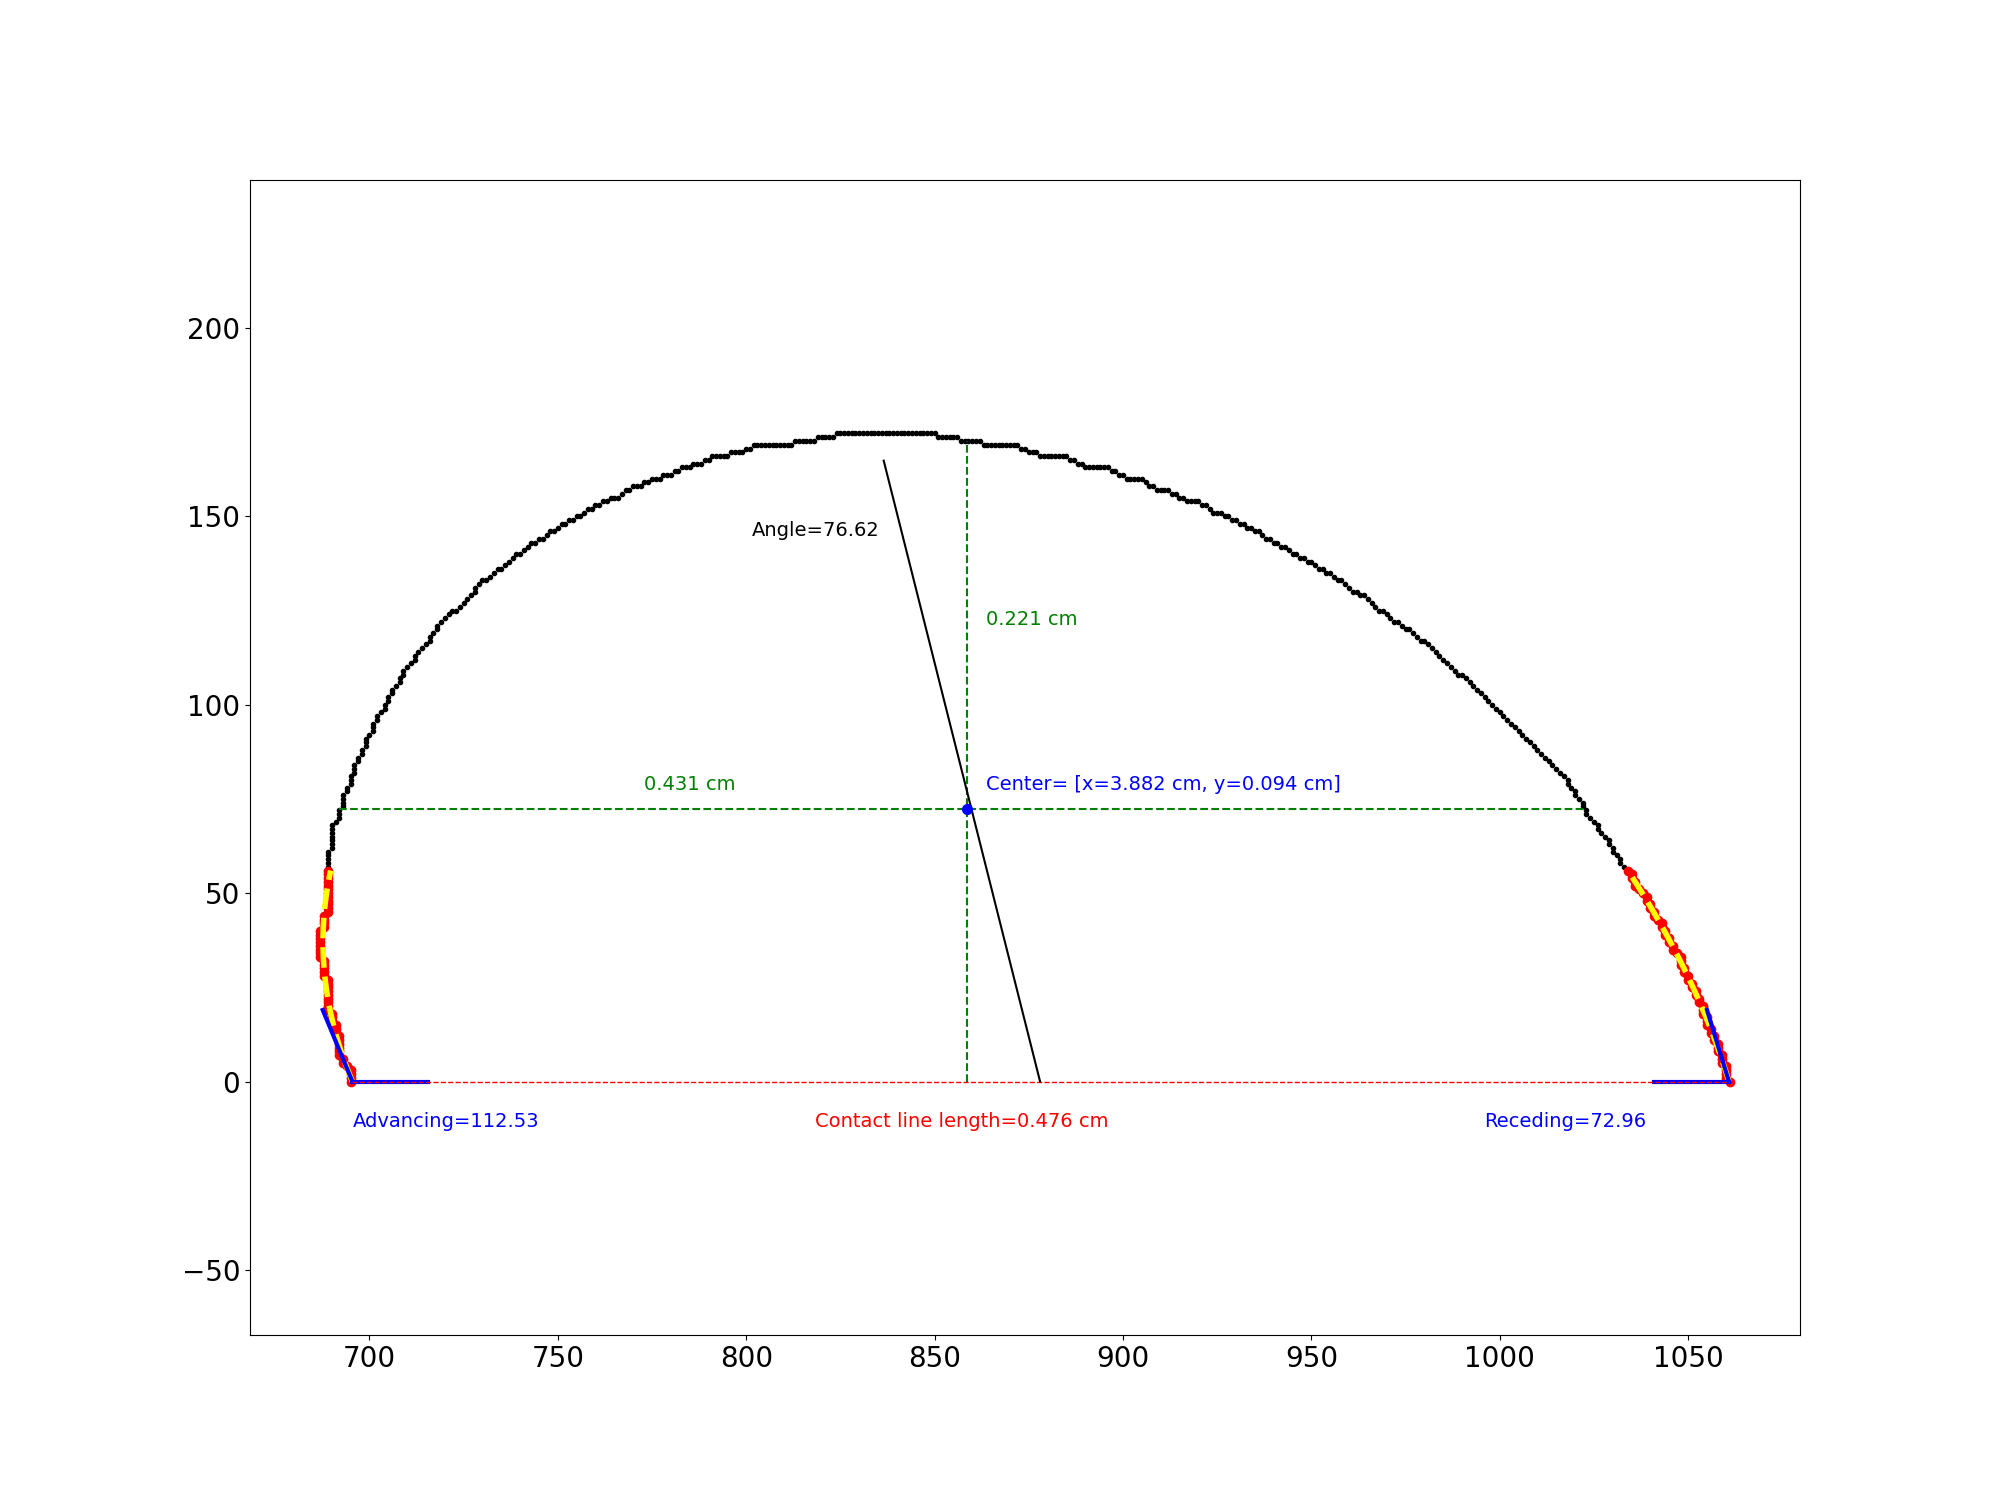 200
150
Angle=76.62
0.221 cm
100
0.431 cm
Center= [x=3.882 cm, y=0.094 cm]
50
0
Advancing=112.53
Contact line length=0.476 cm
Receding=72.96
−50
700 750 800 850 900 950 1000 1050